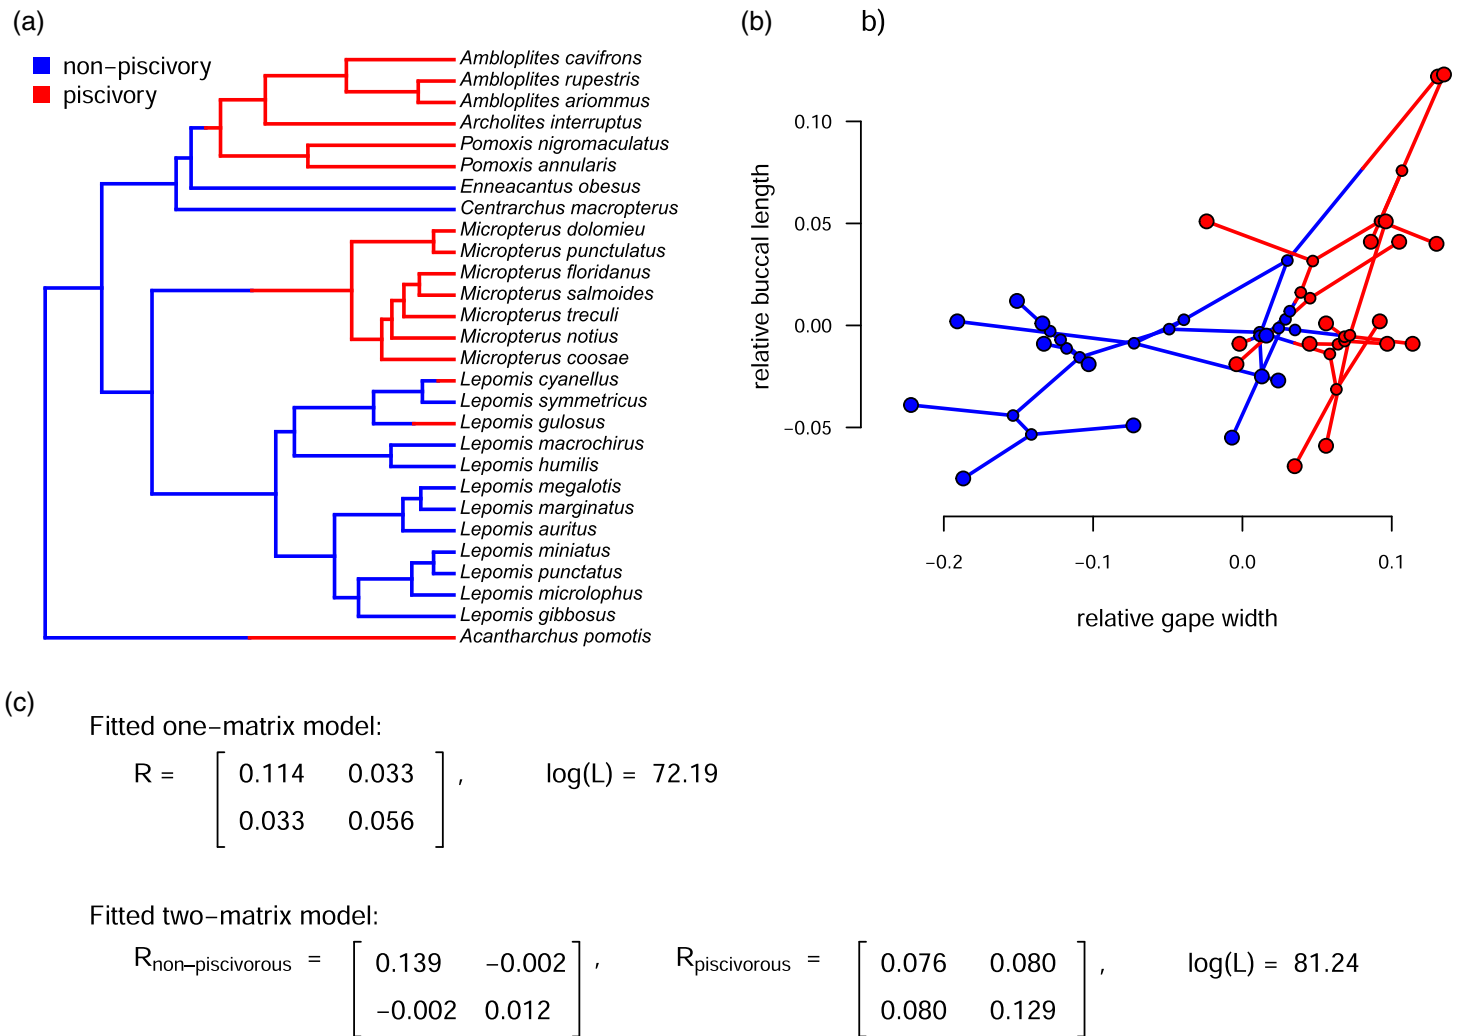 (a)
non−piscivory
piscivory
Ambloplites cavifrons
Ambloplites rupestris
Ambloplites ariommus
Archolites interruptus
Pomoxis nigromaculatus
Pomoxis annularis
Enneacantus obesus
Centrarchus macropterus
Micropterus dolomieu
Micropterus punctulatus
Micropterus floridanus
Micropterus salmoides
Micropterus treculi
Micropterus notius
Micropterus coosae
Lepomis cyanellus
Lepomis symmetricus
Lepomis gulosus
Lepomis macrochirus
Lepomis humilis
Lepomis megalotis
Lepomis marginatus
Lepomis auritus
Lepomis miniatus
Lepomis punctatus
Lepomis microlophus
Lepomis gibbosus
Acantharchus pomotis
(b) b)
relative buccal length
0.10
0.05
0.00
−0.05
−0.2 −0.1 0.0 0.1
relative gape width
(c)
Fitted one−matrix model:
R = [ 0.114 0.033 ] , log(L) = 72.19
0.033 0.056
Fitted two−matrix model:
Rnon−piscivorous = [ 0.139 −0.002 ] , Rpiscivorous = [ 0.076 0.080 ] , log(L) = 81.24
−0.002 0.012 0.080 0.129